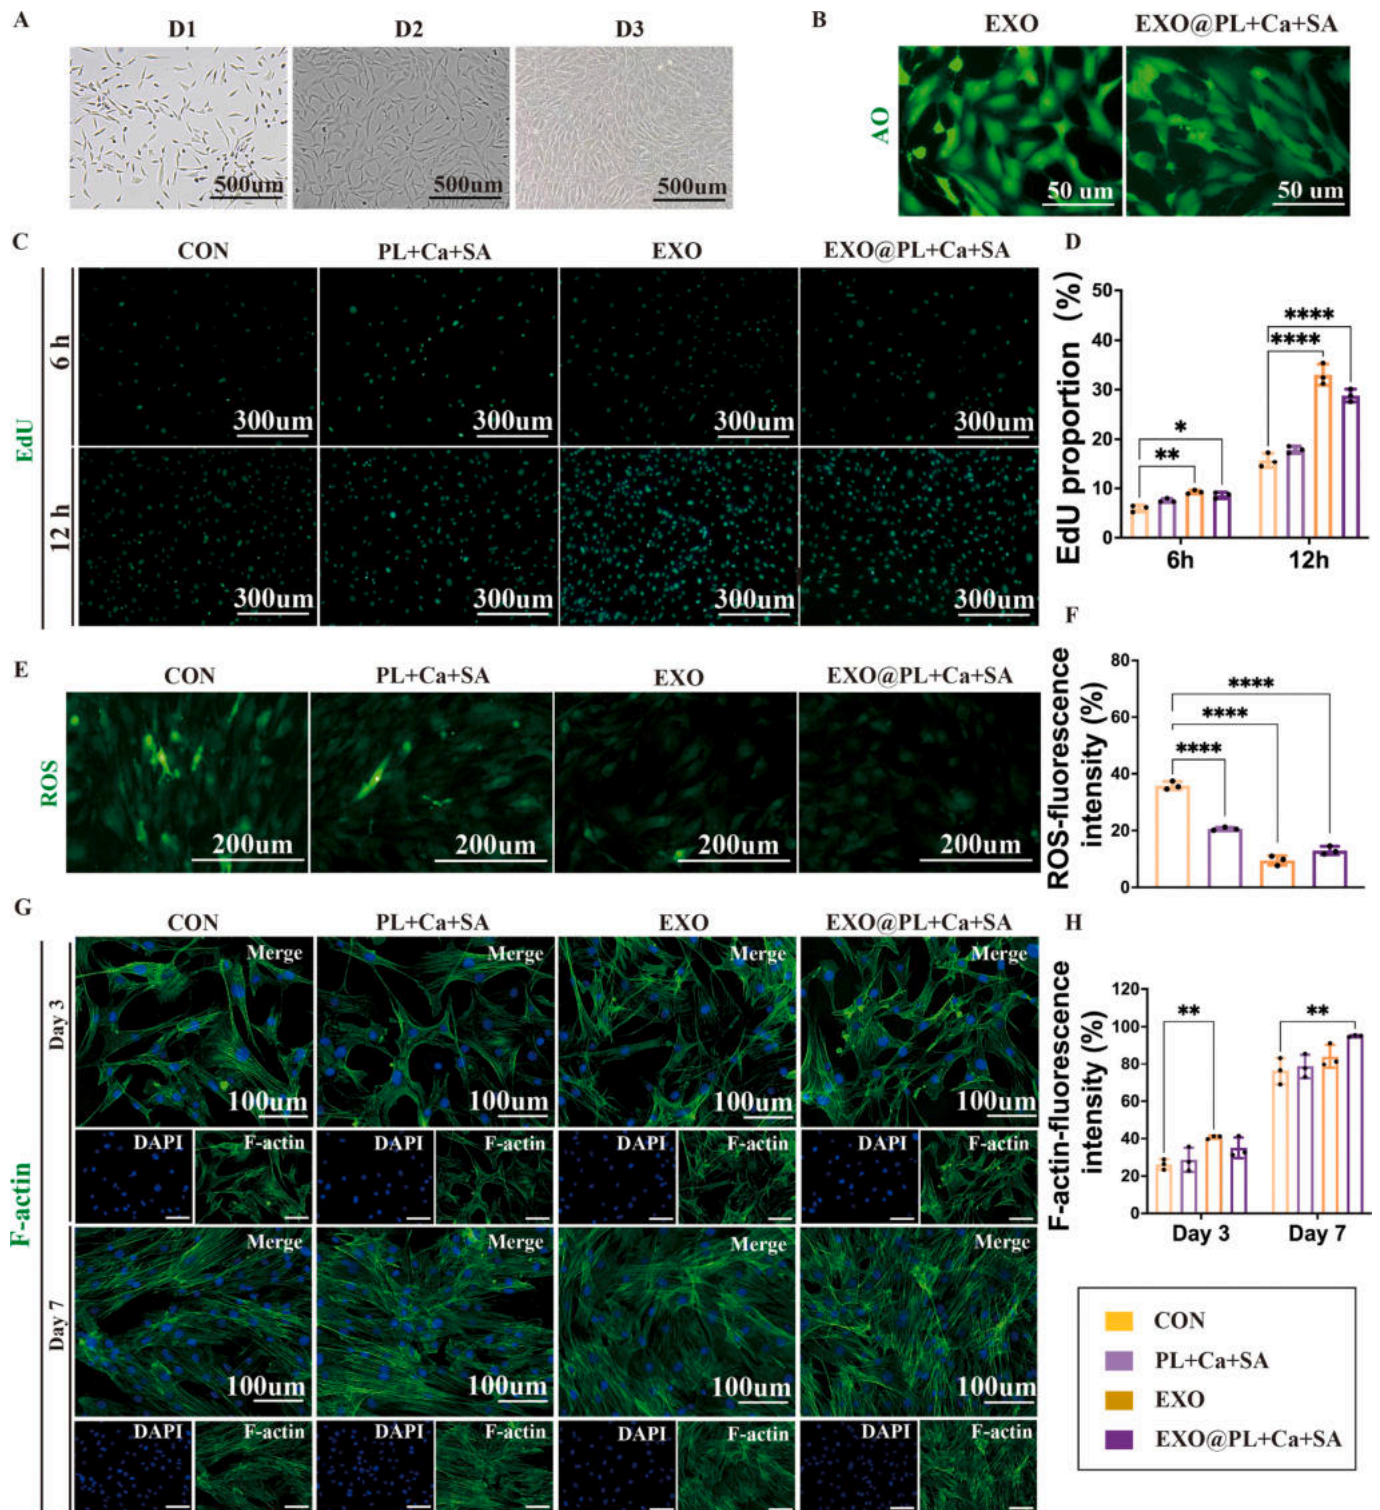 A
D1 D2 D3
500um 500um 500um
B
EXO EXO@PL+Ca+SA
AO
50 um 50 um
C
CON PL+Ca+SA EXO EXO@PL+Ca+SA
EdU
6 h
300um 300um 300um 300um
12 h
300um 300um 300um 300um
D
EdU proportion (%)
50
40
30
20
10
0
* ** **** ****
6h 12h
E
CON PL+Ca+SA EXO EXO@PL+Ca+SA
ROS
200um 200um 200um 200um
F
ROS-fluorescence
intensity (%)
80
60
40
20
0
****
****
****
G
CON PL+Ca+SA EXO EXO@PL+Ca+SA
F-actin
Day 3
Merge Merge Merge Merge
100um 100um 100um 100um
DAPI F-actin DAPI F-actin DAPI F-actin DAPI F-actin
Day 7
Merge Merge Merge Merge
100um 100um 100um 100um
DAPI F-actin DAPI F-actin DAPI F-actin DAPI F-actin
H
F-actin-fluorescence
intensity (%)
120
100
80
60
40
20
0
** **
Day 3 Day 7
CON
PL+Ca+SA
EXO
EXO@PL+Ca+SA